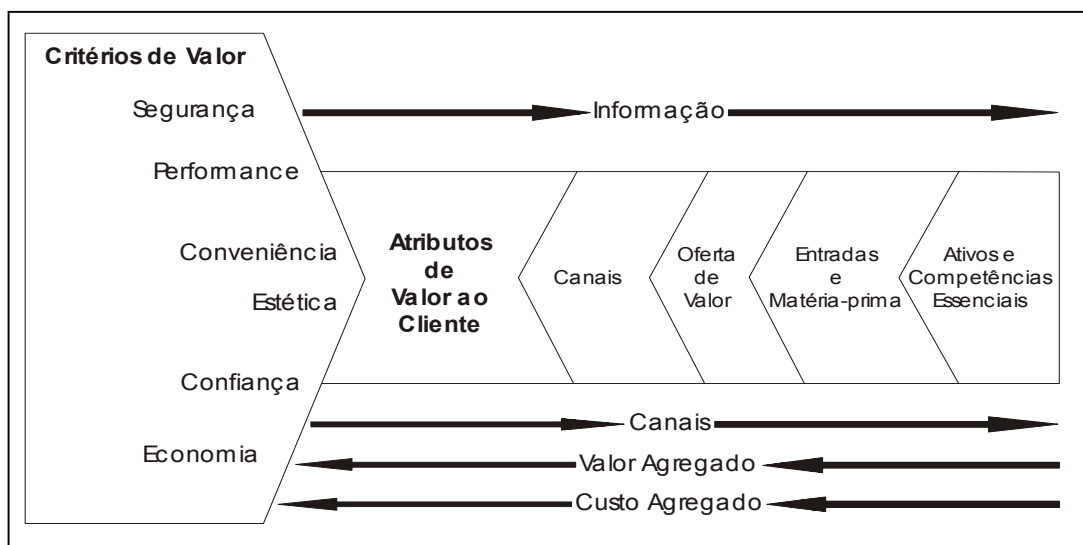 Critérios de Valor
Segurança
Informação
Performance
Conveniência
Estética
Confiança
Economia
Atributos
de
Valor ao
Cliente
Canais
Oferta
de
Valor
Entradas
e
Matéria-prima
Ativos e
Competências
Essenciais
Canais
Valor Agregado
Custo Agregado